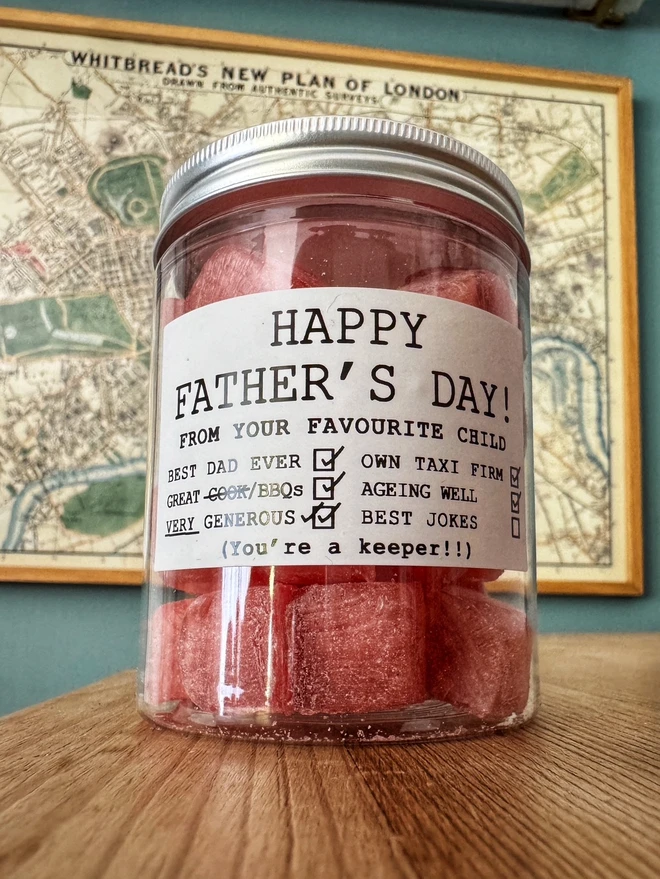 WHITBREAD'S NEW PLAN OF LONDON
DRAWN FROM AUTHENTIC SURVEYS
HAPPY
FATHER'S DAY!
FROM YOUR FAVOURITE CHILD
BEST DAD EVER ☑ OWN TAXI FIRM ☑
GREAT COOK/BBQs ☑ AGEING WELL ☑
VERY GENEROUS ☑ BEST JOKES ☐
(You're a keeper!!)